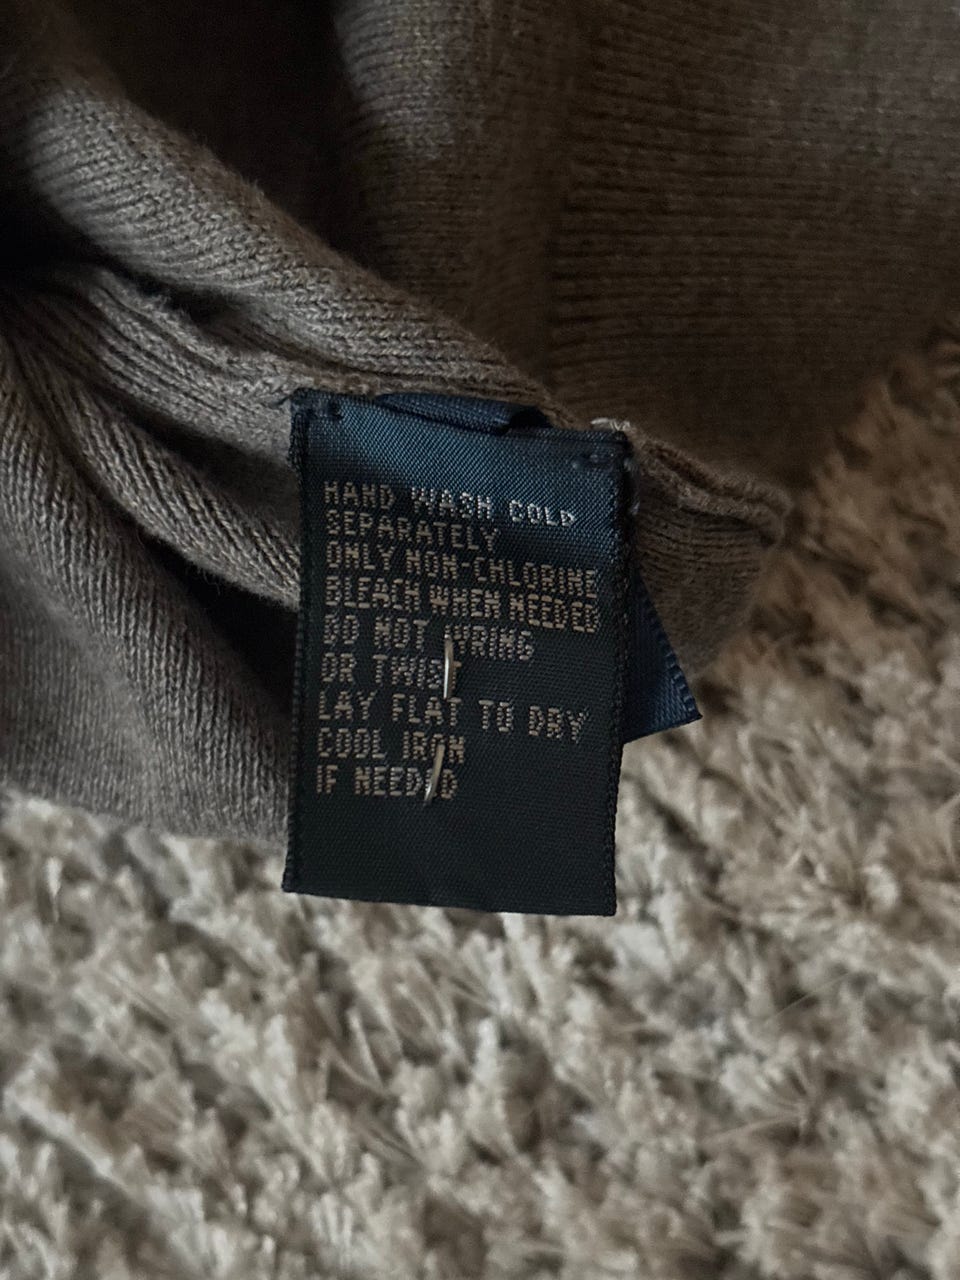 HAND WASH COLD
SEPARATELY
ONLY NON-CHLORINE
BLEACH WHEN NEEDED
DO NOT WRING
OR TWIST
LAY FLAT TO DRY
COOL IRON
IF NEEDED